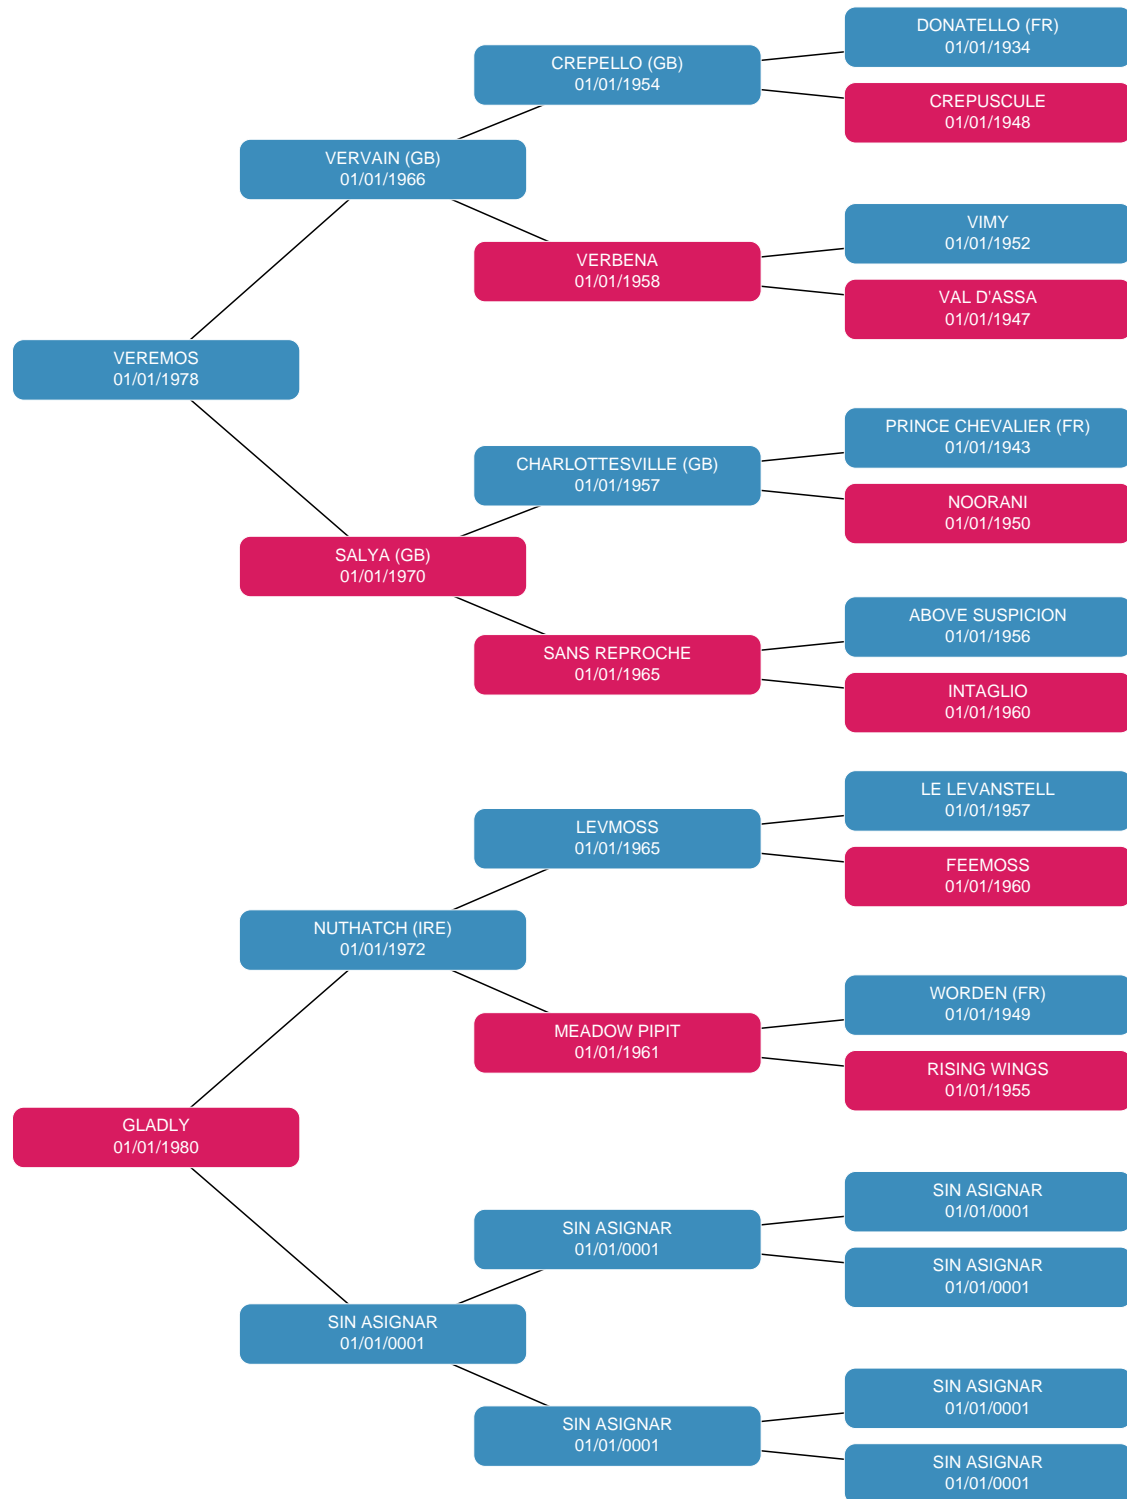 DONATELLO (FR)
01/01/1934
CREPELLO (GB)
01/01/1954
CREPUSCULE
01/01/1948
VERVAIN (GB)
01/01/1966
VIMY
01/01/1952
VERBENA
01/01/1958
VAL D'ASSA
01/01/1947
VEREMOS
01/01/1978
PRINCE CHEVALIER (FR)
01/01/1943
CHARLOTTESVILLE (GB)
01/01/1957
NOORANI
01/01/1950
SALYA (GB)
01/01/1970
ABOVE SUSPICION
01/01/1956
SANS REPROCHE
01/01/1965
INTAGLIO
01/01/1960
LE LEVANSTELL
01/01/1957
LEVMOSS
01/01/1965
FEEMOSS
01/01/1960
NUTHATCH (IRE)
01/01/1972
WORDEN (FR)
01/01/1949
MEADOW PIPIT
01/01/1961
RISING WINGS
01/01/1955
GLADLY
01/01/1980
SIN ASIGNAR
01/01/0001
SIN ASIGNAR
01/01/0001
SIN ASIGNAR
01/01/0001
SIN ASIGNAR
01/01/0001
SIN ASIGNAR
01/01/0001
SIN ASIGNAR
01/01/0001
SIN ASIGNAR
01/01/0001